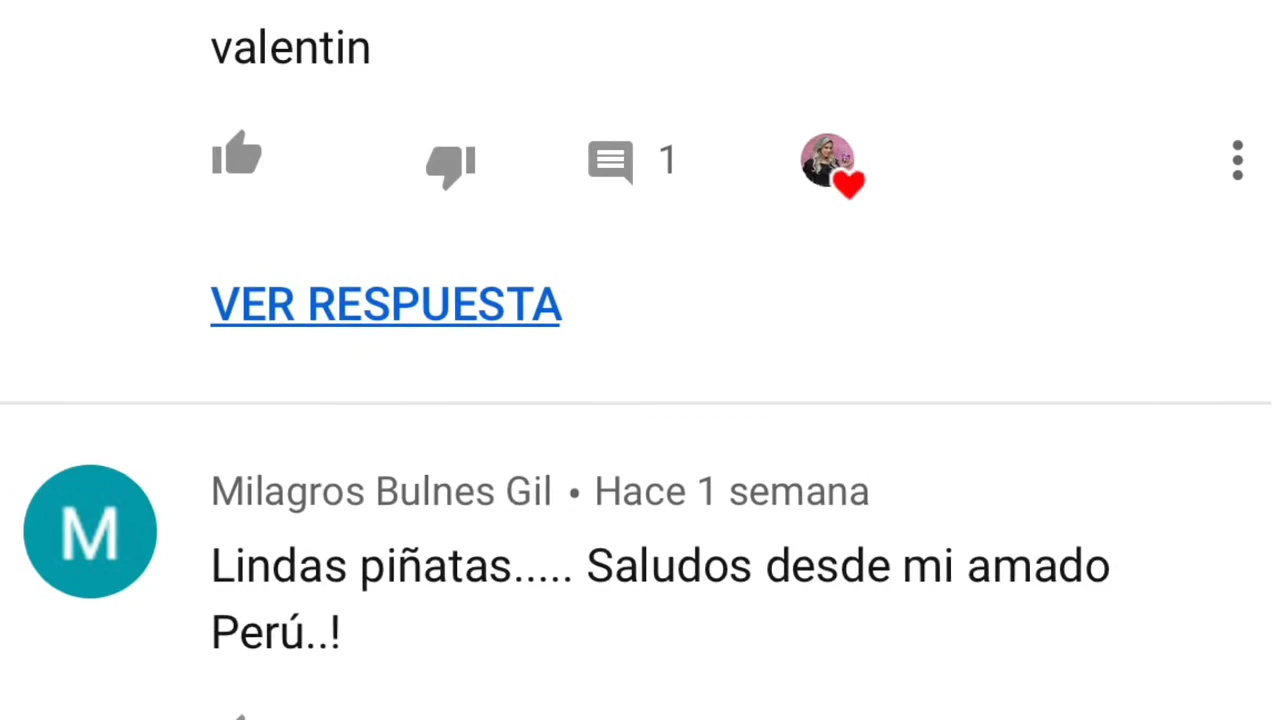 valentin
1
VER RESPUESTA
M
Milagros Bulnes Gil • Hace 1 semana
Lindas piñatas..... Saludos desde mi amado
Perú..!